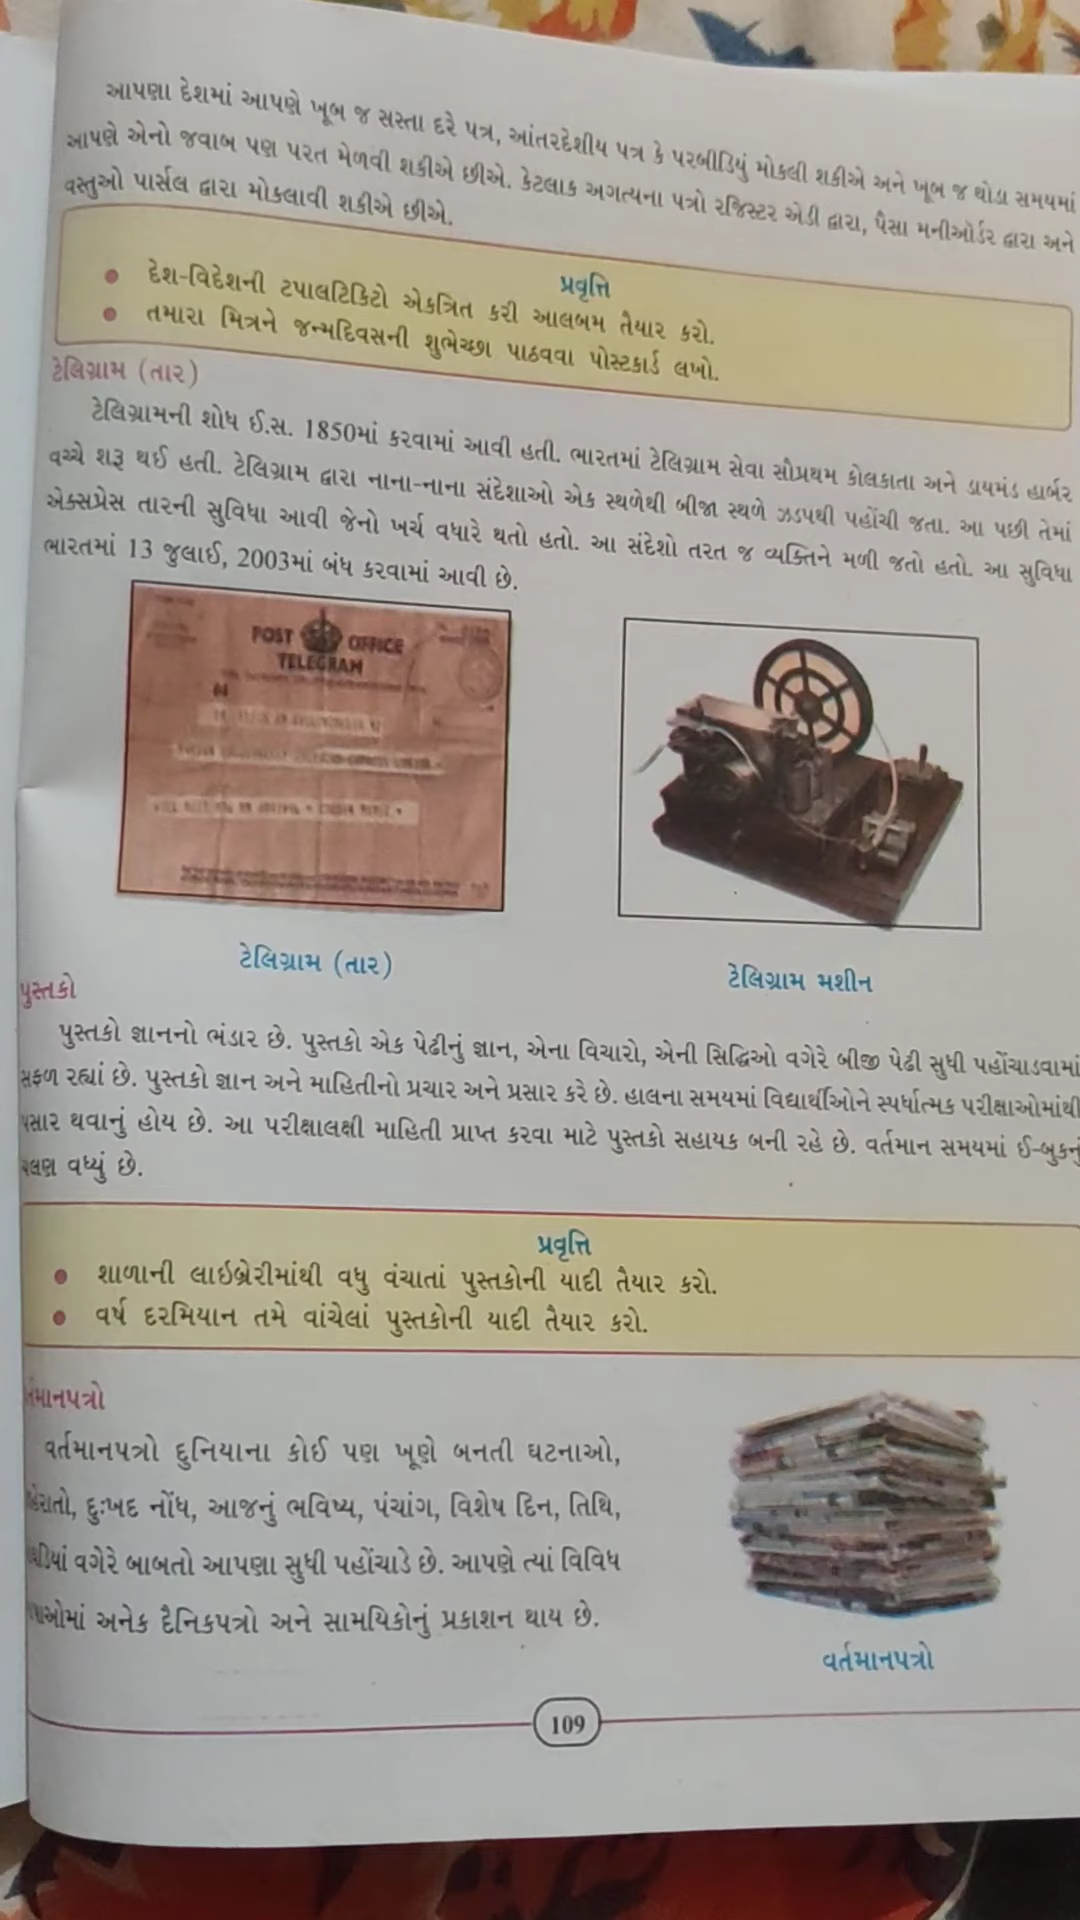 આપણા દેશમાં આપણે ખૂબ જ સસ્તા દરે પત્ર, આંતરદેશીય પત્ર કે પરબીડિયું મોકલી શકીએ અને ખૂબ જ થોડા સમયમાં
આપણે એનો જવાબ પણ પરત મેળવી શકીએ છીએ. કેટલાક અગત્યના પત્રો રજિસ્ટર એડી દ્વારા, પૈસા મનીઑર્ડર દ્વારા અને
વસ્તુઓ પાર્સલ દ્વારા મોકલાવી શકીએ છીએ.
પ્રવૃત્તિ
● દેશ-વિદેશની ટપાલટિકિટો એકત્રિત કરી આલબમ તૈયાર કરો.
● તમારા મિત્રને જન્મદિવસની શુભેચ્છા પાઠવવા પોસ્ટકાર્ડ લખો.
ટેલિગ્રામ (તાર)
ટેલિગ્રામની શોધ ઈ.સ. 1850માં કરવામાં આવી હતી. ભારતમાં ટેલિગ્રામ સેવા સૌપ્રથમ કોલકાતા અને ડાયમંડ હાર્બર
વચ્ચે શરૂ થઈ હતી. ટેલિગ્રામ દ્વારા નાના-નાના સંદેશાઓ એક સ્થળેથી બીજા સ્થળે ઝડપથી પહોંચી જતા. આ પછી તેમાં
એક્સપ્રેસ તારની સુવિધા આવી જેનો ખર્ચ વધારે થતો હતો. આ સંદેશો તરત જ વ્યક્તિને મળી જતો હતો. આ સુવિધા
ભારતમાં 13 જુલાઈ, 2003માં બંધ કરવામાં આવી છે.
POST OFFICE
TELEGRAM
ટેલિગ્રામ (તાર)
ટેલિગ્રામ મશીન
પુસ્તકો
પુસ્તકો જ્ઞાનનો ભંડાર છે. પુસ્તકો એક પેઢીનું જ્ઞાન, એના વિચારો, એની સિદ્ધિઓ વગેરે બીજી પેઢી સુધી પહોંચાડવામાં
સફળ રહ્યાં છે. પુસ્તકો જ્ઞાન અને માહિતીનો પ્રચાર અને પ્રસાર કરે છે. હાલના સમયમાં વિદ્યાર્થીઓને સ્પર્ધાત્મક પરીક્ષાઓમાંથી
પસાર થવાનું હોય છે. આ પરીક્ષાલક્ષી માહિતી પ્રાપ્ત કરવા માટે પુસ્તકો સહાયક બની રહે છે. વર્તમાન સમયમાં ઈ-બુકનું
ચલણ વધ્યું છે.
પ્રવૃત્તિ
● શાળાની લાઇબ્રેરીમાંથી વધુ વંચાતાં પુસ્તકોની યાદી તૈયાર કરો.
● વર્ષ દરમિયાન તમે વાંચેલાં પુસ્તકોની યાદી તૈયાર કરો.
વર્તમાનપત્રો દુનિયાના કોઈ પણ ખૂણે બનતી ઘટનાઓ,
દુઃખદ નોંધ, આજનું ભવિષ્ય, પંચાંગ, વિશેષ દિન, તિથિ,
વગેરે બાબતો આપણા સુધી પહોંચાડે છે. આપણે ત્યાં વિવિધ
અનેક દૈનિકપત્રો અને સામયિકોનું પ્રકાશન થાય છે.
વર્તમાનપત્રો
109